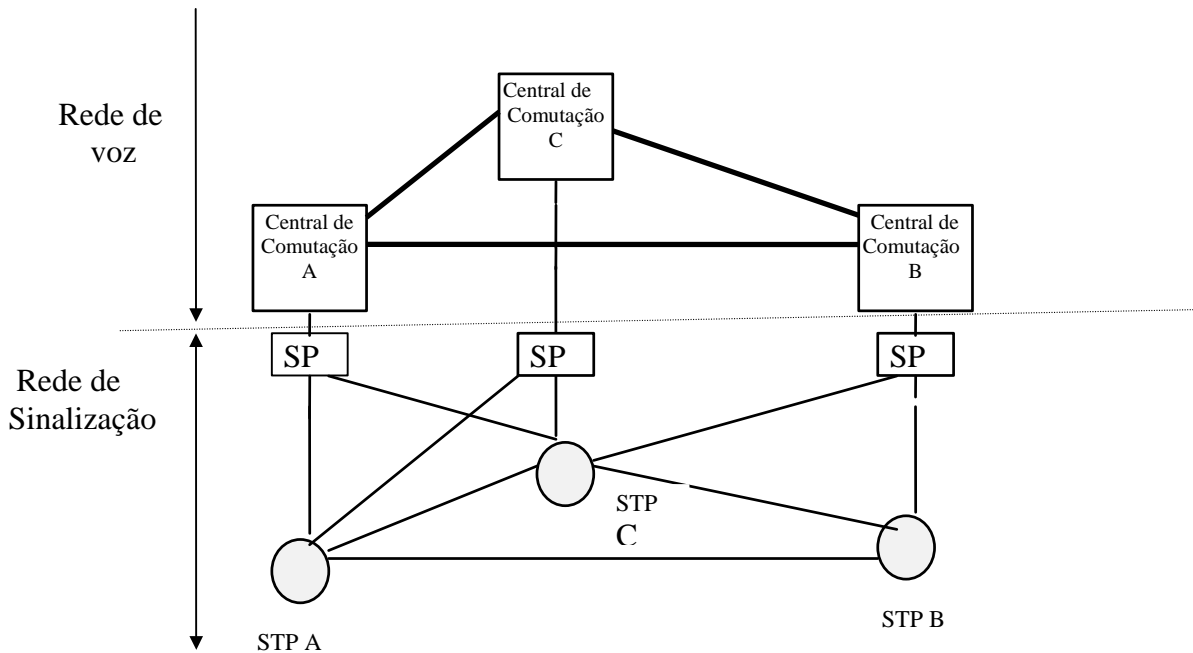 Rede de
voz
Central de
Comutação
C
Central de
Comutação
A
Central de
Comutação
B
SP
SP
SP
Rede de
Sinalização
STP
C
STP A
STP B